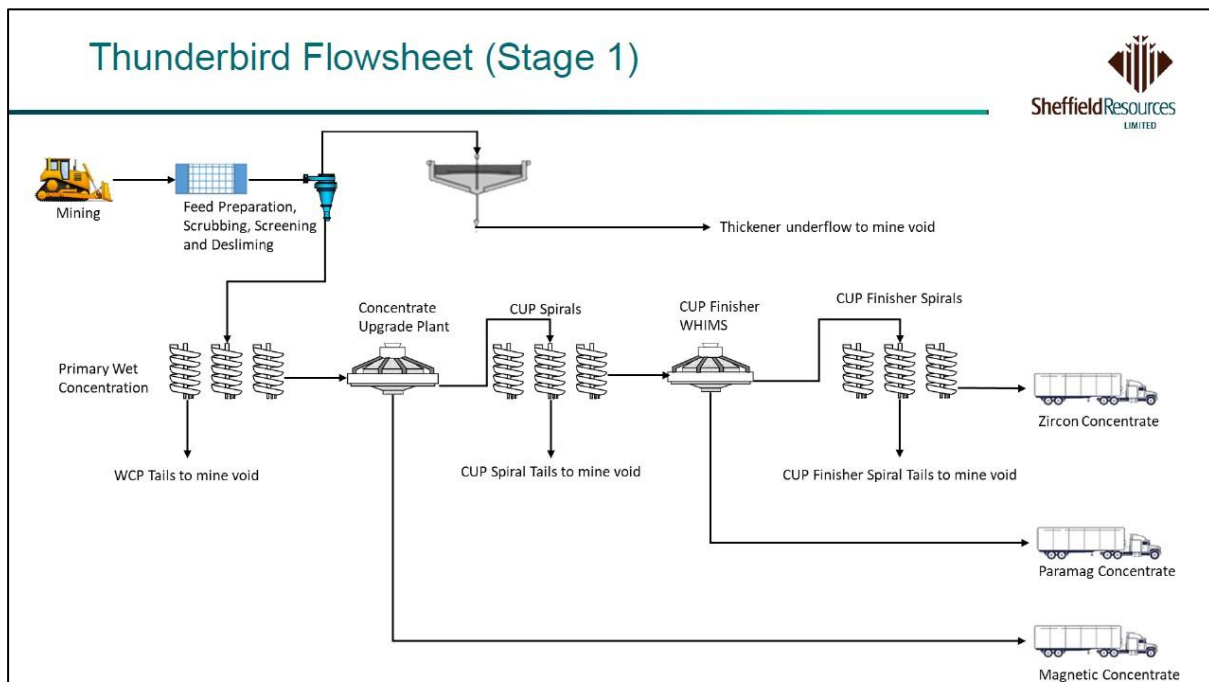 Thunderbird Flowsheet (Stage 1)
SheffieldResources
LIMITED
Mining
Feed Preparation,
Scrubbing, Screening
and Desliming
Thickener underflow to mine void
Primary Wet
Concentration
Concentrate
Upgrade Plant
CUP Spirals
CUP Finisher
WHIMS
CUP Finisher Spirals
Zircon Concentrate
WCP Tails to mine void
CUP Spiral Tails to mine void
CUP Finisher Spiral Tails to mine void
Paramag Concentrate
Magnetic Concentrate